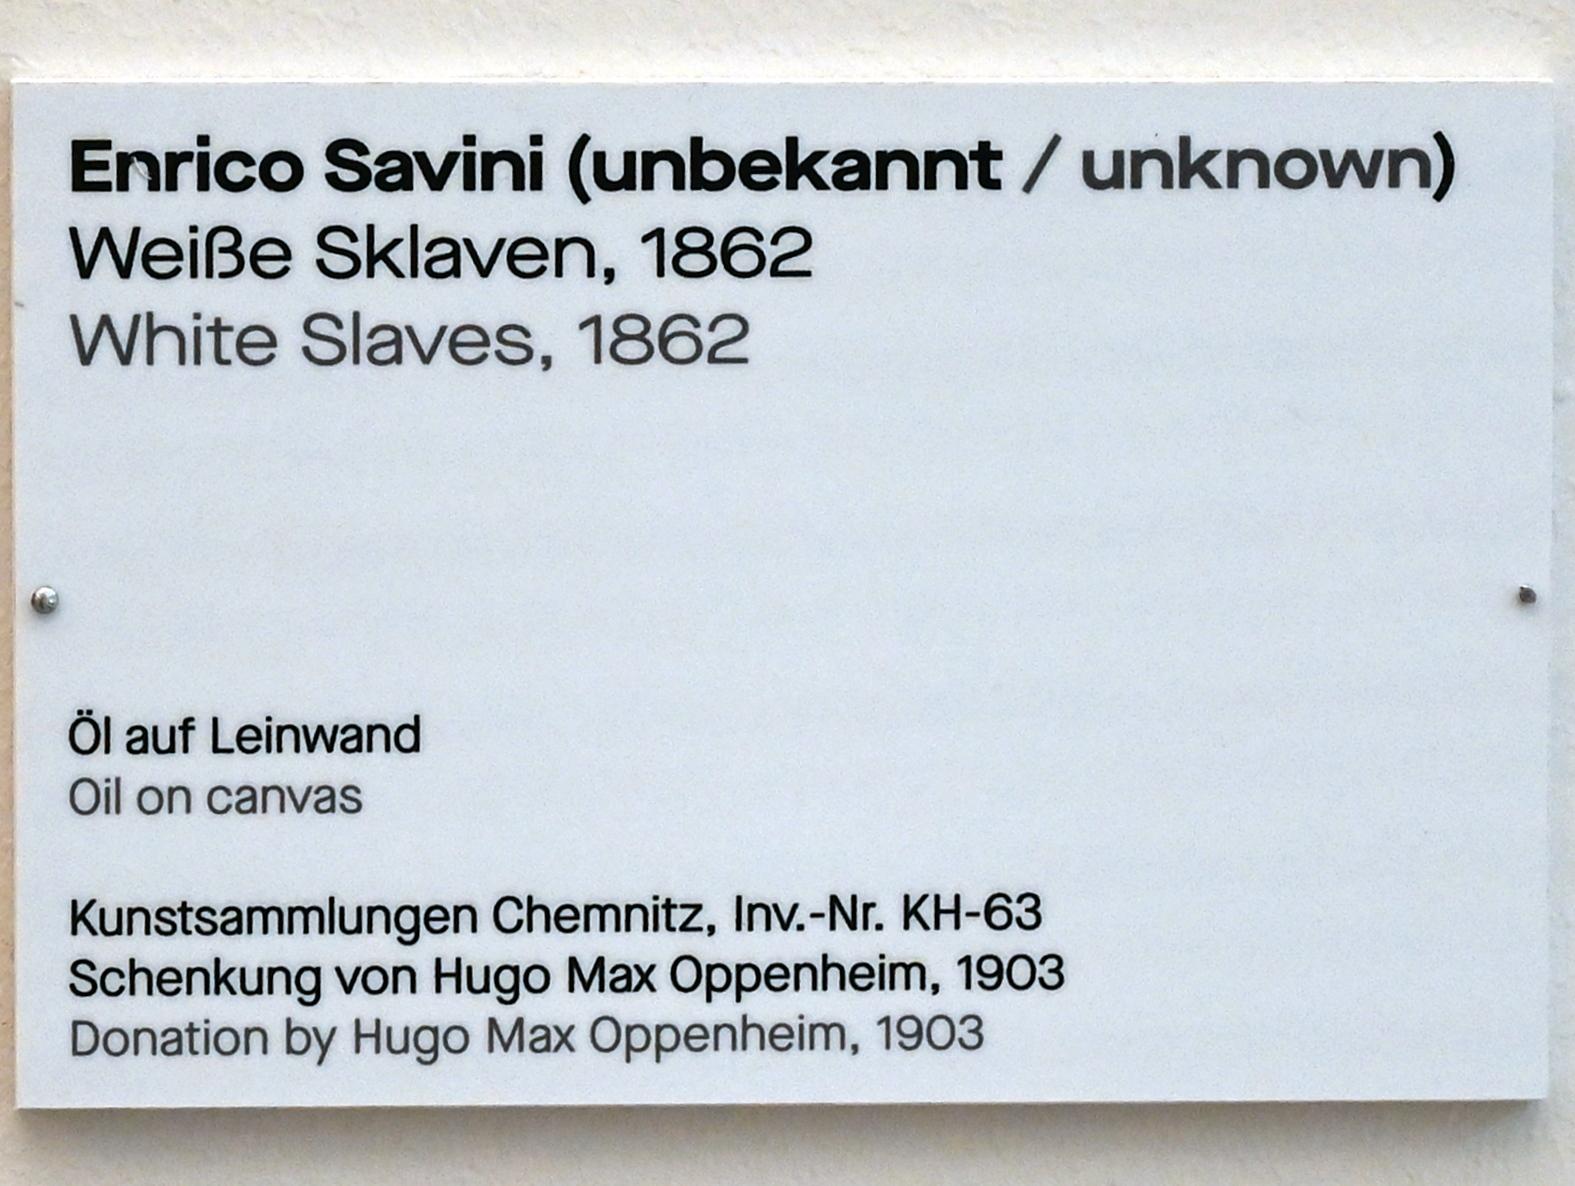 Enrico Savini (unbekannt / unknown)
Weiße Sklaven, 1862
White Slaves, 1862
Öl auf Leinwand
Oil on canvas
Kunstsammlungen Chemnitz, Inv.-Nr. KH-63
Schenkung von Hugo Max Oppenheim, 1903
Donation by Hugo Max Oppenheim, 1903